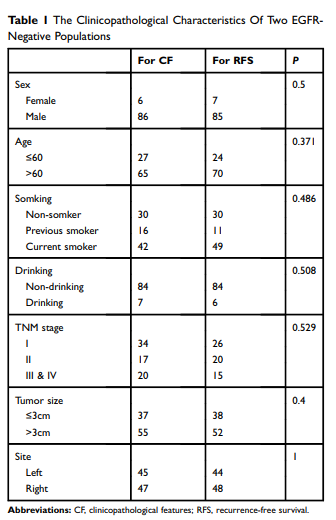 Table 1 The Clinicopathological Characteristics Of Two EGFR-
Negative Populations
For CF For RFS P
Sex 0.5
Female 6 7
Male 86 85
Age 0.371
≤60 27 24
>60 65 70
Somking 0.486
Non-somker 30 30
Previous smoker 16 11
Current smoker 42 49
Drinking 0.508
Non-drinking 84 84
Drinking 7 6
TNM stage 0.529
I 34 26
II 17 20
III & IV 20 15
Tumor size 0.4
≤3cm 37 38
>3cm 55 52
Site 1
Left 45 44
Right 47 48
Abbreviations: CF, clinicopathological features; RFS, recurrence-free survival.